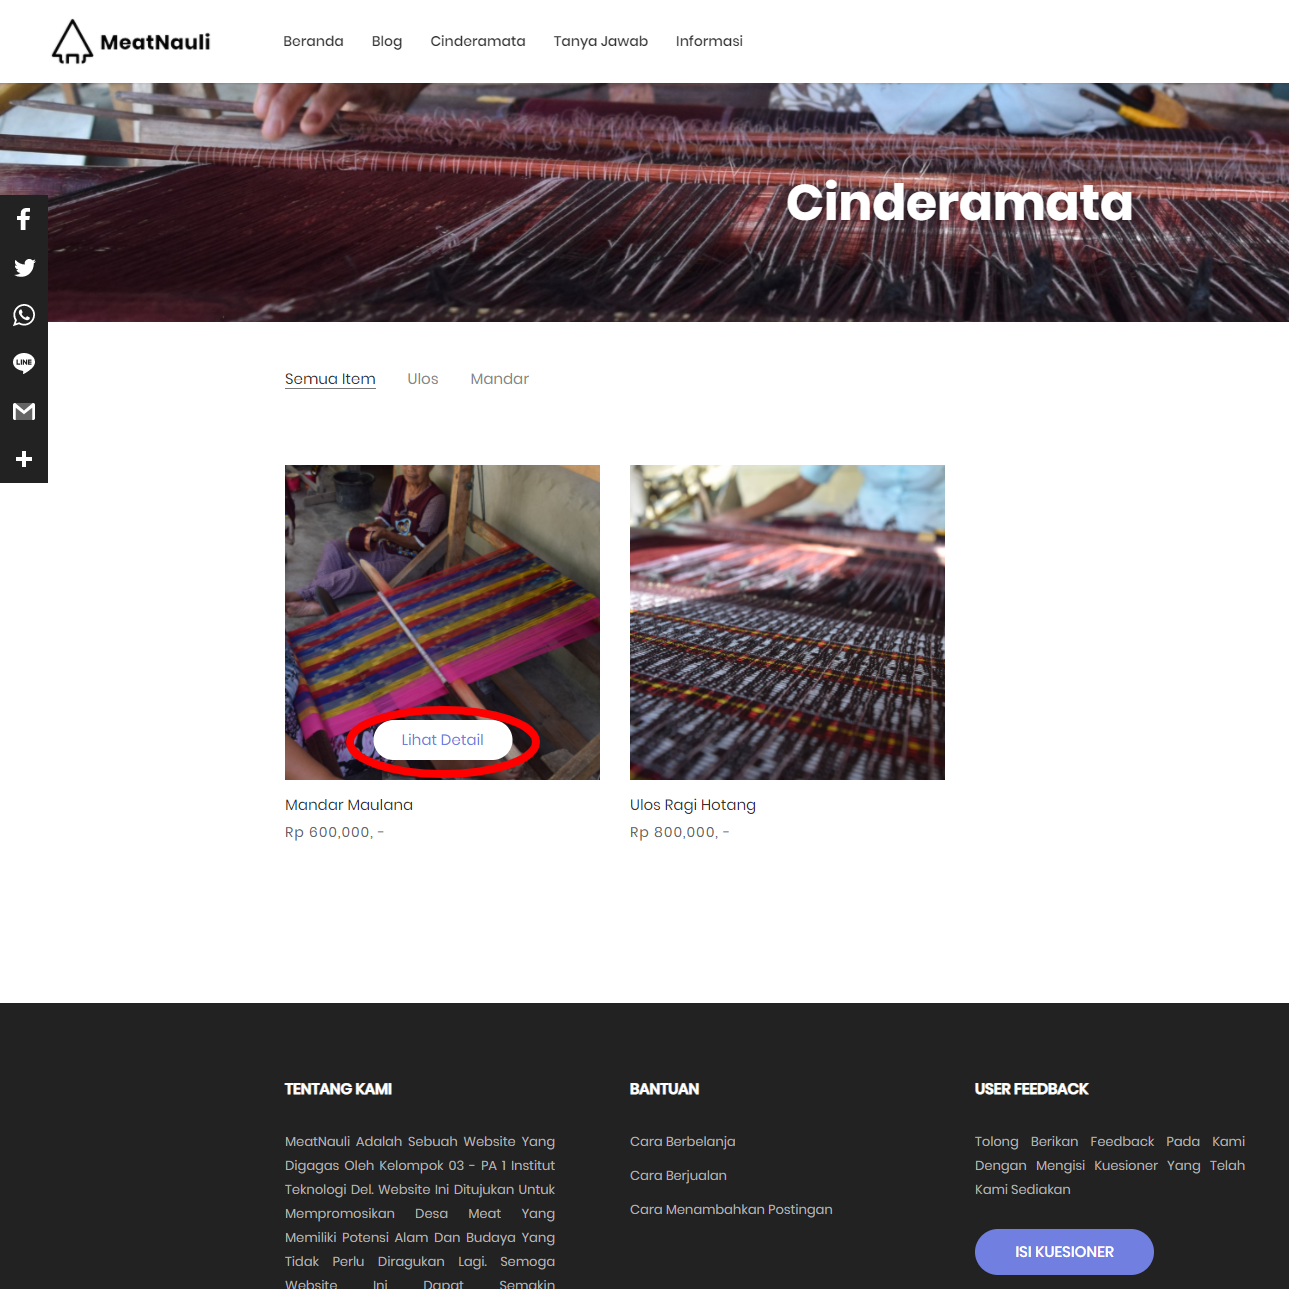 MeatNauli
Beranda Blog Cinderamata Tanya Jawab Informasi
Cinderamata
LINE
Semua Item Ulos Mandar
Lihat Detail
Mandar Maulana
Rp 600,000, -
Ulos Ragi Hotang
Rp 800,000, -
TENTANG KAMI
MeatNauli Adalah Sebuah Website Yang
Digagas Oleh Kelompok 03 - PA 1 Institut
Teknologi Del. Website Ini Ditujukan Untuk
Mempromosikan Desa Meat Yang
Memiliki Potensi Alam Dan Budaya Yang
Tidak Perlu Diragukan Lagi. Semoga
Website Ini Dapat Semakin
BANTUAN
Cara Berbelanja
Cara Berjualan
Cara Menambahkan Postingan
USER FEEDBACK
Tolong Berikan Feedback Pada Kami
Dengan Mengisi Kuesioner Yang Telah
Kami Sediakan
ISI KUESIONER